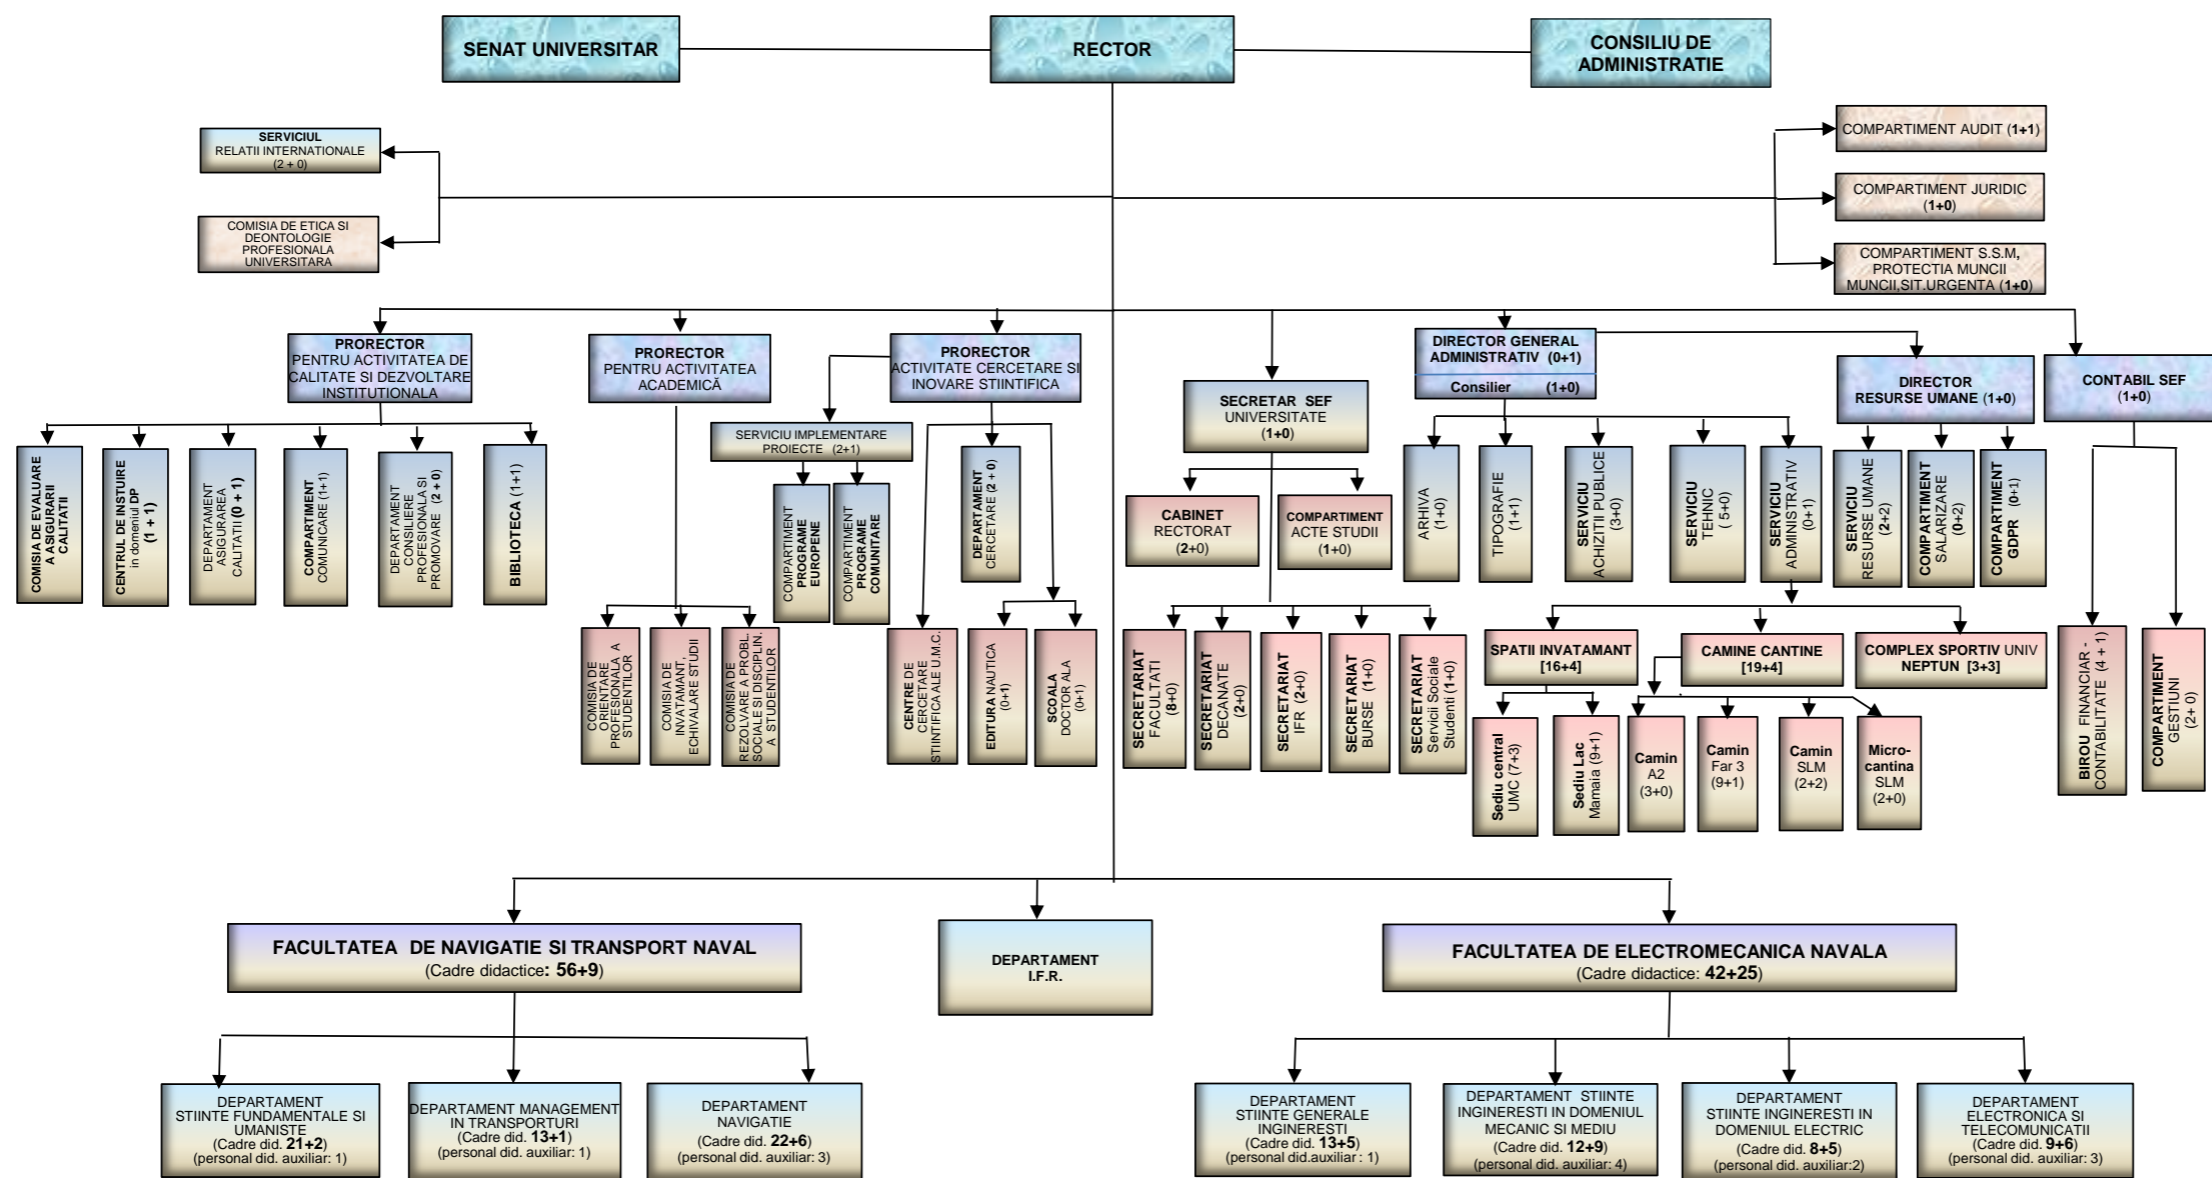 SENAT UNIVERSITAR
RECTOR
CONSILIU DE
ADMINISTRATIE
SERVICIUL
RELATII INTERNATIONALE
(2 + 0)
COMISIA DE ETICA SI
DEONTOLOGIE
PROFESIONALA
UNIVERSITARA
COMPARTIMENT AUDIT (1+1)
COMPARTIMENT JURIDIC
(1+0)
COMPARTIMENT S.S.M,
PROTECTIA MUNCII
MUNCII,SIT.URGENTA (1+0)
PRORECTOR
PENTRU ACTIVITATEA DE
CALITATE SI DEZVOLTARE
INSTITUTIONALA
PRORECTOR
PENTRU ACTIVITATEA
ACADEMICĂ
PRORECTOR
ACTIVITATE CERCETARE SI
INOVARE STIINTIFICA
SECRETAR SEF
UNIVERSITATE
(1+0)
DIRECTOR GENERAL
ADMINISTRATIV (0+1)
Consilier (1+0)
DIRECTOR
RESURSE UMANE (1+0)
CONTABIL SEF
(1+0)
COMISIA DE EVALUARE
A ASIGURARII
CALITATII
CENTRUL DE INSTUIRE
in domeniul DP
(1 + 1)
DEPARTAMENT
ASIGURAREA
CALITATII (0 + 1)
COMPARTIMENT
COMUNICARE (1+1)
DEPARTAMENT
CONSILIERE
PROFESIONALA SI
PROMOVARE (2 + 0)
BIBLIOTECA (1+1)
COMISIA DE
ORIENTARE
PROFESIONALA A
STUDENTILOR
COMISIA DE
INVATAMANT,
ECHIVALARE STUDII
COMISIA DE
REZOLVARE A PROBL.
SOCIALE SI DISCIPLIN.
A STUDENTILOR
SERVICIU IMPLEMENTARE
PROIECTE (2+1)
COMPARTIMENT
PROGRAME
EUROPENE
COMPARTIMENT
PROGRAME
COMUNITARE
DEPARTAMENT
CERCETARE (2 + 0)
CENTRE DE
CERCETARE
STIINTIFICA ALE U.M.C.
EDITURA NAUTICA
(0+1)
SCOALA
DOCTOR ALA
(0+1)
CABINET
RECTORAT
(2+0)
COMPARTIMENT
ACTE STUDII
(1+0)
SECRETARIAT
FACULTATI
(8+0)
SECRETARIAT
DECANATE
(2+0)
SECRETARIAT
IFR (2+0)
SECRETARIAT
BURSE (1+0)
SECRETARIAT
Servicii Sociale
Studenti (1+0)
ARHIVA
(1+0)
TIPOGRAFIE
(1+1)
SERVICIU
ACHIZITII PUBLICE
(3+0)
SERVICIU
TEHNIC
( 5+0)
SERVICIU
ADMINISTRATIV
(0+1)
SERVICIU
RESURSE UMANE
(2+2)
COMPARTIMENT
SALARIZARE
(0+2)
COMPARTIMENT
GDPR (0+1)
SPATII INVATAMANT
[16+4]
CAMINE CANTINE
[19+4]
COMPLEX SPORTIV UNIV
NEPTUN [3+3]
Sediu central
UMC (7+3)
Sediu Lac
Mamaia (9+1)
Camin
A2
(3+0)
Camin
Far 3
(9+1)
Camin
SLM
(2+2)
Micro-
cantina
SLM
(2+0)
BIROU FINANCIAR -
CONTABILITATE (4 + 1)
COMPARTIMENT
GESTIUNI
(2+ 0)
FACULTATEA DE NAVIGATIE SI TRANSPORT NAVAL
(Cadre didactice: 56+9)
DEPARTAMENT
I.F.R.
FACULTATEA DE ELECTROMECANICA NAVALA
(Cadre didactice: 42+25)
DEPARTAMENT
STIINTE FUNDAMENTALE SI
UMANISTE
(Cadre did. 21+2)
(personal did. auxiliar: 1)
DEPARTAMENT MANAGEMENT
IN TRANSPORTURI
(Cadre did. 13+1)
(personal did. auxiliar: 1)
DEPARTAMENT
NAVIGATIE
(Cadre did. 22+6)
(personal did. auxiliar: 3)
DEPARTAMENT
STIINTE GENERALE
INGINERESTI
(Cadre did. 13+5)
(personal did.auxiliar : 1)
DEPARTAMENT STIINTE
INGINERESTI IN DOMENIUL
MECANIC SI MEDIU
(Cadre did. 12+9)
(personal did. auxiliar: 4)
DEPARTAMENT
STIINTE INGINERESTI IN
DOMENIUL ELECTRIC
(Cadre did. 8+5)
(personal did. auxiliar:2)
DEPARTAMENT
ELECTRONICA SI
TELECOMUNICATII
(Cadre did. 9+6)
(personal did. auxiliar: 3)